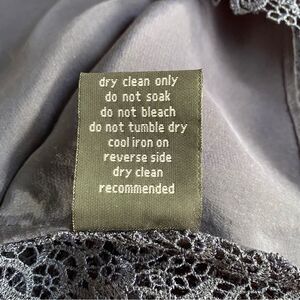 dry clean only
do not soak
do not bleach
do not tumble dry
cool iron on
reverse side
dry clean
recommended